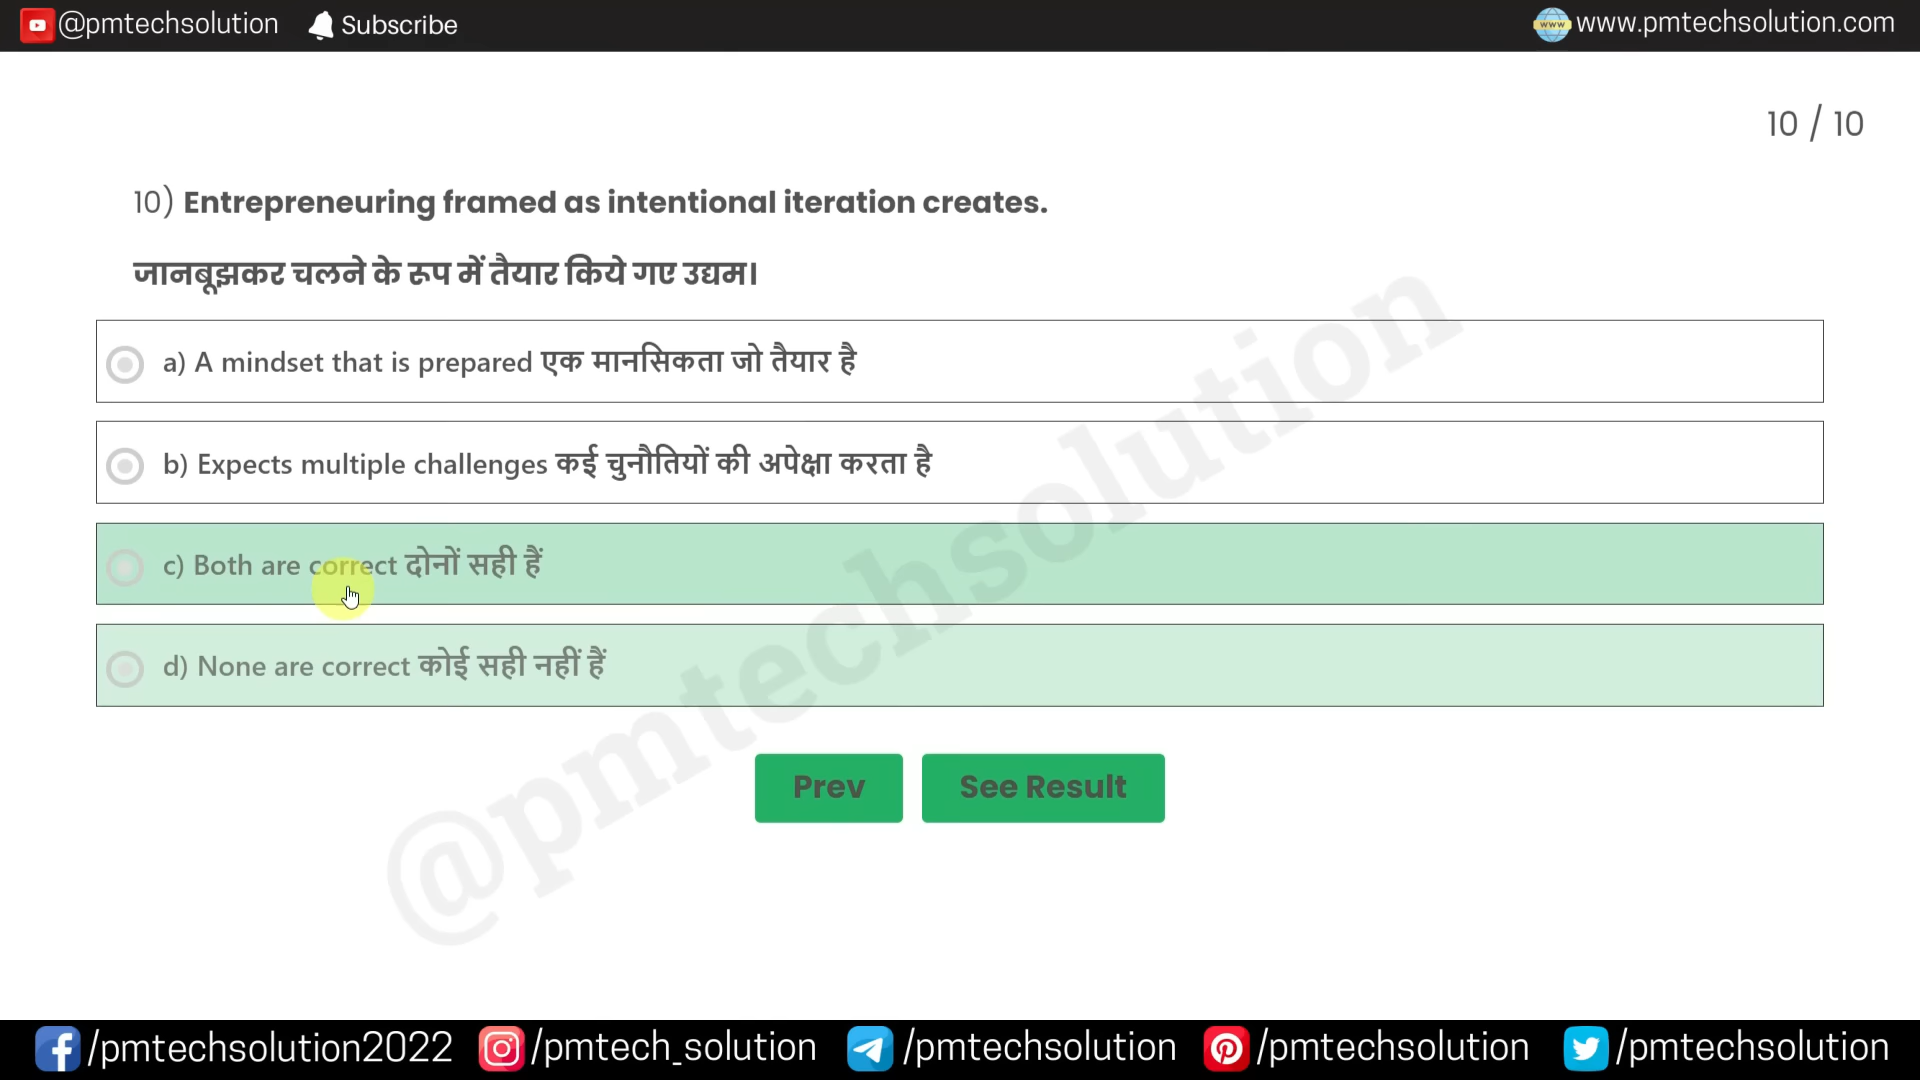 @pmtechsolution Subscribe www.pmtechsolution.com
10 / 10
10) Entrepreneuring framed as intentional iteration creates.
जानबूझकर चलने के रूप में तैयार किये गए उद्यम।
a) A mindset that is prepared एक मानसिकता जो तैयार है
b) Expects multiple challenges कई चुनौतियों की अपेक्षा करता है
c) Both are correct दोनों सही हैं
d) None are correct कोई सही नहीं हैं
Prev See Result
@pmtechsolution
/pmtechsolution2022 /pmtech_solution /pmtechsolution /pmtechsolution /pmtechsolution